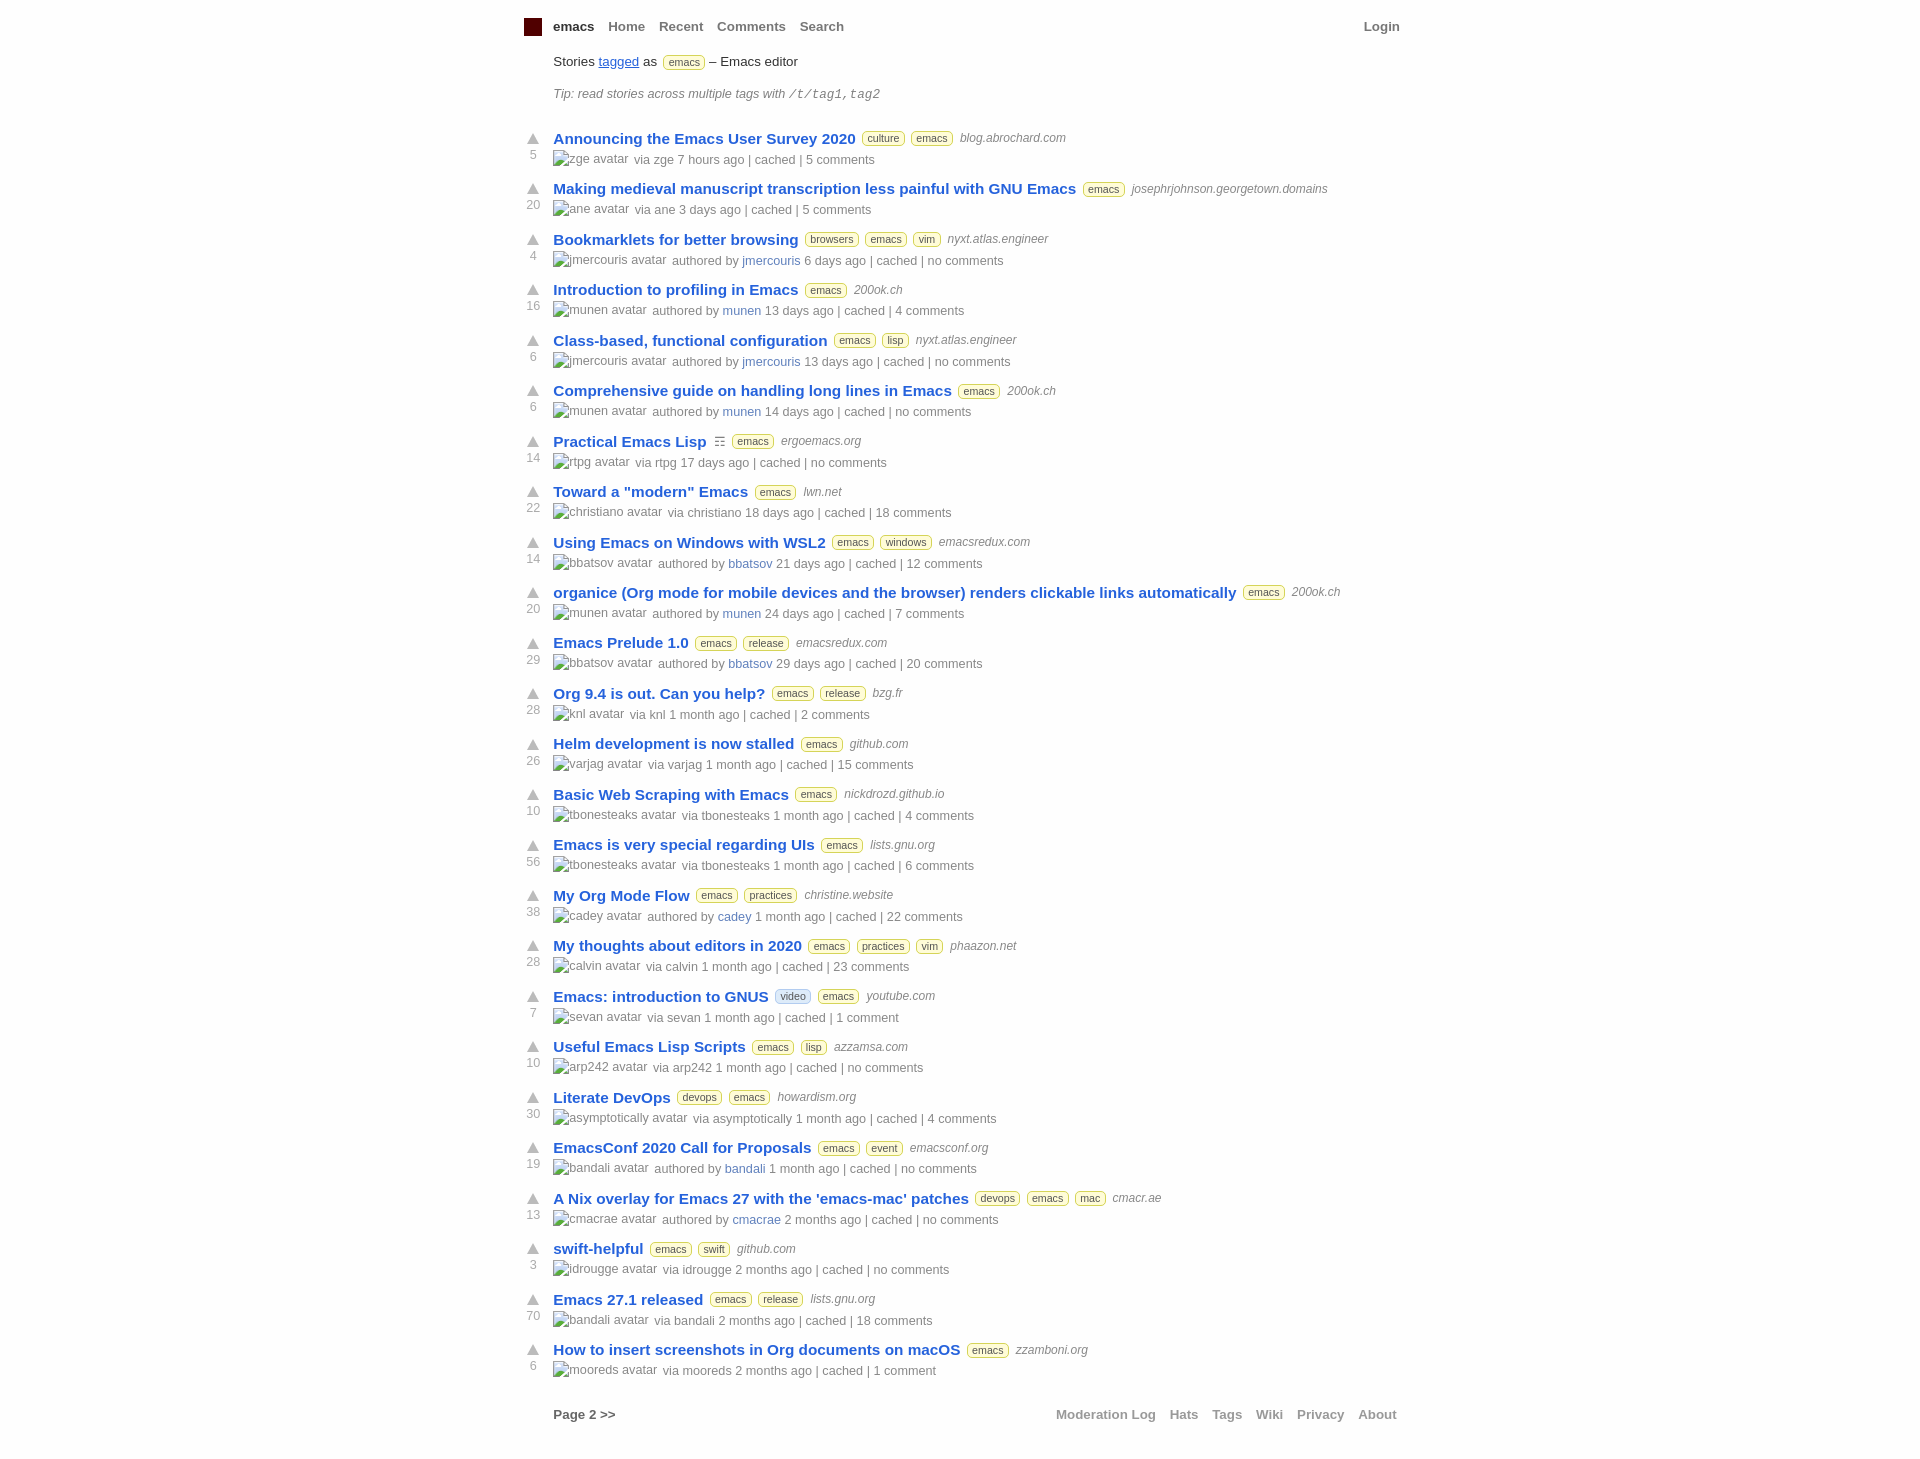 emacs Home Recent Comments Search Login
Stories tagged as emacs – Emacs editor
Tip: read stories across multiple tags with /t/tag1,tag2
Announcing the Emacs User Survey 2020 culture emacs blog.abrochard.com
5 zge avatar via zge 7 hours ago | cached | 5 comments
Making medieval manuscript transcription less painful with GNU Emacs emacs josephrjohnson.georgetown.domains
20 ane avatar via ane 3 days ago | cached | 5 comments
Bookmarklets for better browsing browsers emacs vim nyxt.atlas.engineer
4 jmercouris avatar authored by jmercouris 6 days ago | cached | no comments
Introduction to profiling in Emacs emacs 200ok.ch
16 munen avatar authored by munen 13 days ago | cached | 4 comments
Class-based, functional configuration emacs lisp nyxt.atlas.engineer
6 jmercouris avatar authored by jmercouris 13 days ago | cached | no comments
Comprehensive guide on handling long lines in Emacs emacs 200ok.ch
6 munen avatar authored by munen 14 days ago | cached | no comments
Practical Emacs Lisp ☶ emacs ergoemacs.org
14 rtpg avatar via rtpg 17 days ago | cached | no comments
Toward a "modern" Emacs emacs lwn.net
22 christiano avatar via christiano 18 days ago | cached | 18 comments
Using Emacs on Windows with WSL2 emacs windows emacsredux.com
14 bbatsov avatar authored by bbatsov 21 days ago | cached | 12 comments
organice (Org mode for mobile devices and the browser) renders clickable links automatically emacs 200ok.ch
20 munen avatar authored by munen 24 days ago | cached | 7 comments
Emacs Prelude 1.0 emacs release emacsredux.com
29 bbatsov avatar authored by bbatsov 29 days ago | cached | 20 comments
Org 9.4 is out. Can you help? emacs release bzg.fr
28 knl avatar via knl 1 month ago | cached | 2 comments
Helm development is now stalled emacs github.com
26 varjag avatar via varjag 1 month ago | cached | 15 comments
Basic Web Scraping with Emacs emacs nickdrozd.github.io
10 tbonesteaks avatar via tbonesteaks 1 month ago | cached | 4 comments
Emacs is very special regarding UIs emacs lists.gnu.org
56 tbonesteaks avatar via tbonesteaks 1 month ago | cached | 6 comments
My Org Mode Flow emacs practices christine.website
38 cadey avatar authored by cadey 1 month ago | cached | 22 comments
My thoughts about editors in 2020 emacs practices vim phaazon.net
28 calvin avatar via calvin 1 month ago | cached | 23 comments
Emacs: introduction to GNUS video emacs youtube.com
7 sevan avatar via sevan 1 month ago | cached | 1 comment
Useful Emacs Lisp Scripts emacs lisp azzamsa.com
10 arp242 avatar via arp242 1 month ago | cached | no comments
Literate DevOps devops emacs howardism.org
30 asymptotically avatar via asymptotically 1 month ago | cached | 4 comments
EmacsConf 2020 Call for Proposals emacs event emacsconf.org
19 bandali avatar authored by bandali 1 month ago | cached | no comments
A Nix overlay for Emacs 27 with the 'emacs-mac' patches devops emacs mac cmacr.ae
13 cmacrae avatar authored by cmacrae 2 months ago | cached | no comments
swift-helpful emacs swift github.com
3 idrougge avatar via idrougge 2 months ago | cached | no comments
Emacs 27.1 released emacs release lists.gnu.org
70 bandali avatar via bandali 2 months ago | cached | 18 comments
How to insert screenshots in Org documents on macOS emacs zzamboni.org
6 mooreds avatar via mooreds 2 months ago | cached | 1 comment
Page 2 >> Moderation Log Hats Tags Wiki Privacy About